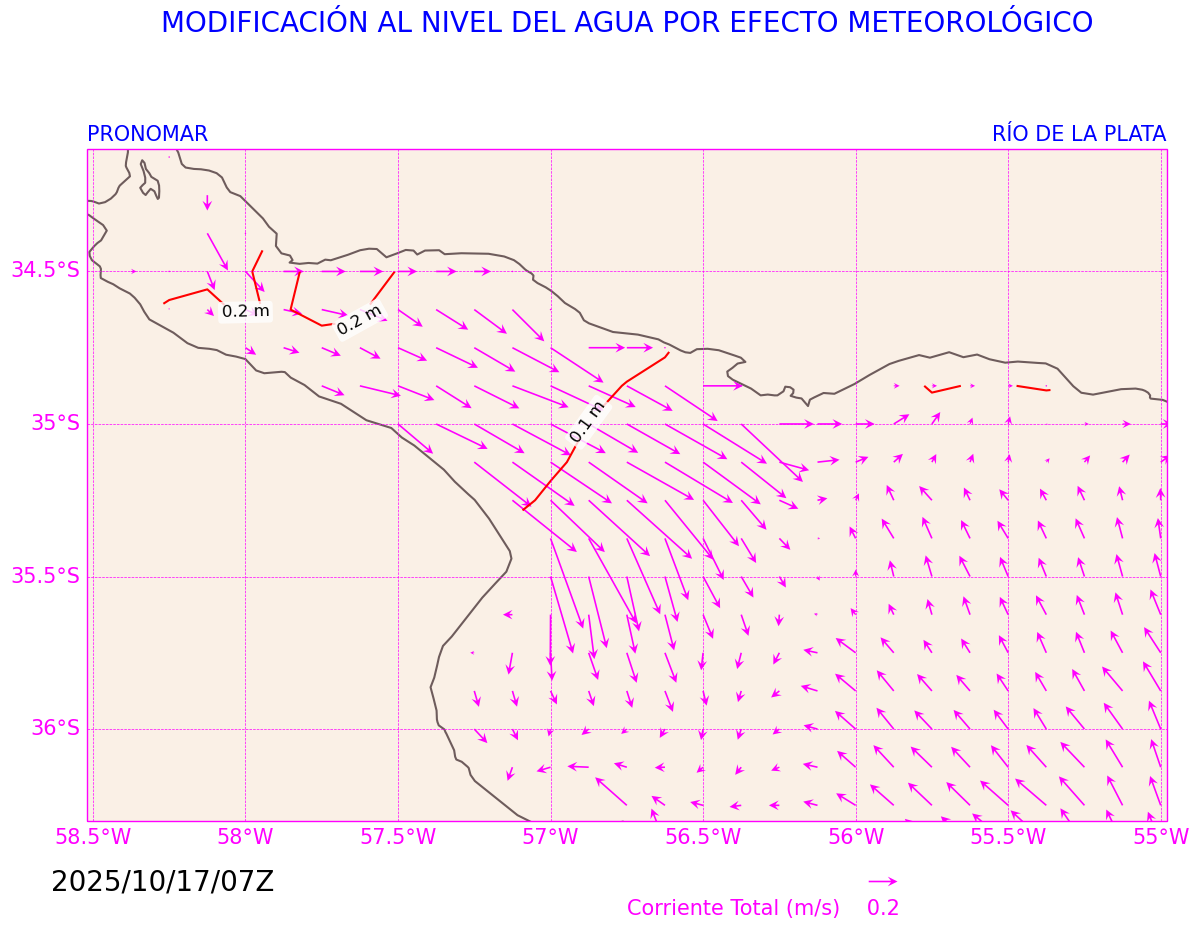 MODIFICACIÓN AL NIVEL DEL AGUA POR EFECTO METEOROLÓGICO
PRONOMAR
RÍO DE LA PLATA
34.5°S
0.2 m
0.2 m
0.1 m
35°S
35.5°S
36°S
58.5°W
58°W
57.5°W
57°W
56.5°W
56°W
55.5°W
55°W
2025/10/17/07Z
Corriente Total (m/s)
0.2